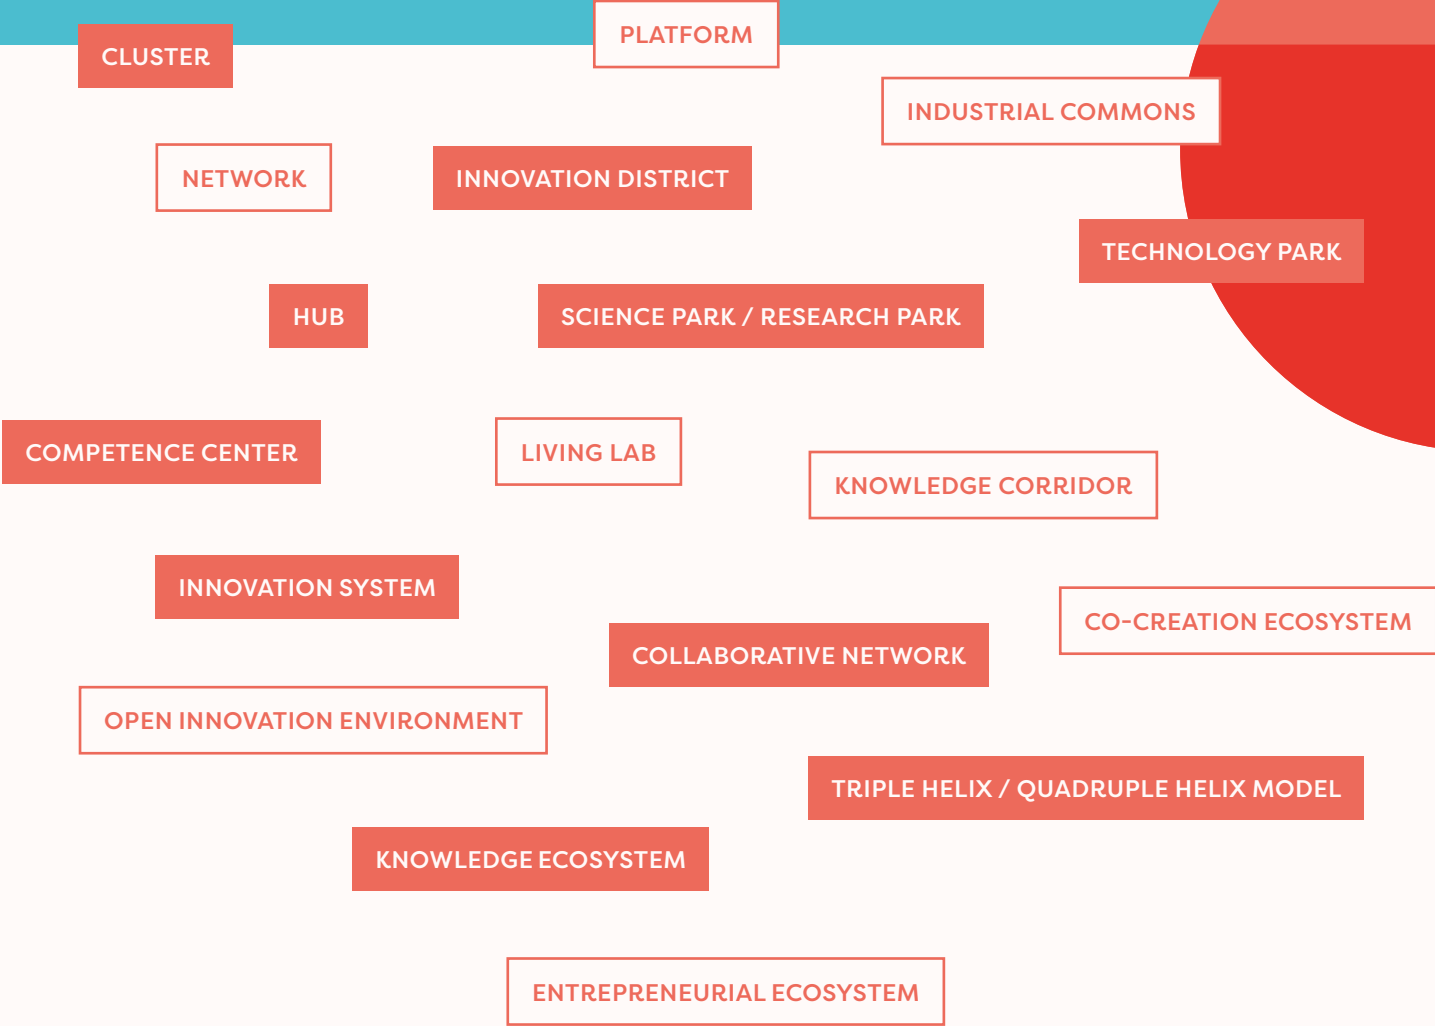 PLATFORM
CLUSTER
INDUSTRIAL COMMONS
NETWORK
INNOVATION DISTRICT
TECHNOLOGY PARK
HUB
SCIENCE PARK / RESEARCH PARK
COMPETENCE CENTER
LIVING LAB
KNOWLEDGE CORRIDOR
INNOVATION SYSTEM
CO-CREATION ECOSYSTEM
COLLABORATIVE NETWORK
OPEN INNOVATION ENVIRONMENT
TRIPLE HELIX / QUADRUPLE HELIX MODEL
KNOWLEDGE ECOSYSTEM
ENTREPRENEURIAL ECOSYSTEM